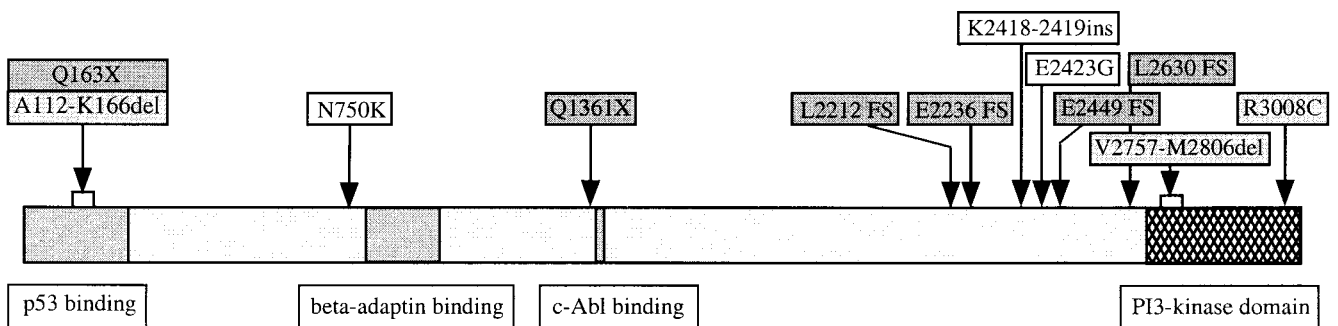 K2418-2419ins
Q163X
E2423G
L2630 FS
A112-K166del
N750K
Q1361X
L2212 FS
E2236 FS
E2449 FS
R3008C
V2757-M2806del
p53 binding
beta-adaptin binding
c-Abl binding
PI3-kinase domain